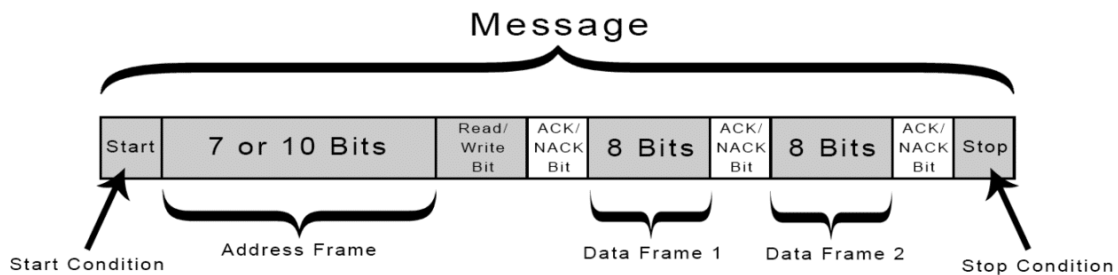 Message
Start
7 or 10 Bits
Read/
Write
Bit
ACK/
NACK
Bit
8 Bits
ACK/
NACK
Bit
8 Bits
ACK/
NACK
Bit
Stop
Start Condition
Address Frame
Data Frame 1
Data Frame 2
Stop Condition